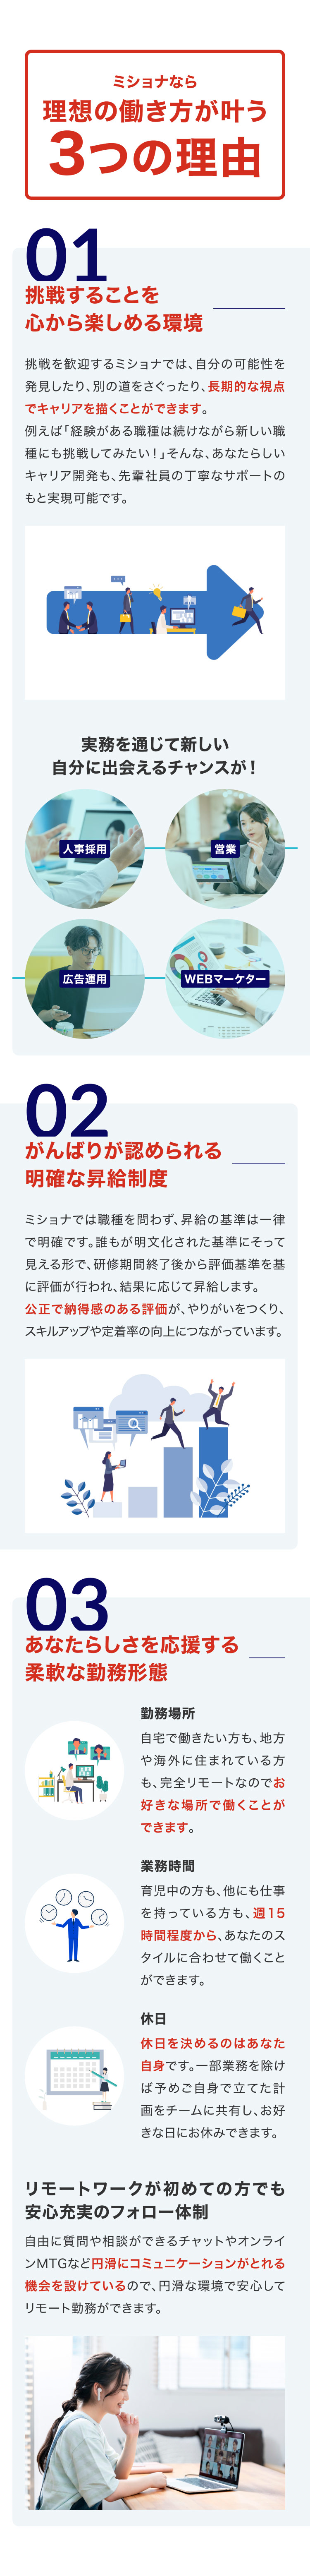 ミショナなら
理想の働き方が叶う
3つの理由
01
挑戦することを
心から楽しめる環境
挑戦を歓迎するミショナでは、自分の可能性を
発見したり、別の道をさぐったり、長期的な視点
でキャリアを描くことができます。
例えば「経験がある職種は続けながら新しい職
種にも挑戦してみたい！」そんな、あなたらしい
キャリア開発も、先輩社員の丁寧なサポートの
もと実現可能です。
実務を通じて新しい
自分に出会えるチャンスが！
人事採用
営業
広告運用
WEBマーケター
02
がんばりが認められる
明確な昇給制度
ミショナでは職種を問わず、昇給の基準は一律
で明確です。誰もが明文化された基準にそって
見える形で、研修期間終了後から評価基準を基
に評価が行われ、結果に応じて昇給します。
公正で納得感のある評価が、やりがいをつくり、
スキルアップや定着率の向上につながっています。
03
あなたらしさを応援する
柔軟な勤務形態
勤務場所
自宅で働きたい方も、地方
や海外に住まれている方
も、完全リモートなのでお
好きな場所で働くことが
できます。
業務時間
育児中の方も、他にも仕事
を持っている方も、週15
時間程度から、あなたのス
タイルに合わせて働くこと
ができます。
休日
休日を決めるのはあなた
自身です。一部業務を除け
ば予めご自身で立てた計
画をチームに共有し、お好
きな日にお休みできます。
リモートワークが初めての方でも
安心充実のフォロー体制
自由に質問や相談ができるチャットやオンライ
ンMTGなど円滑にコミュニケーションがとれる
機会を設けているので、円滑な環境で安心して
リモート勤務ができます。